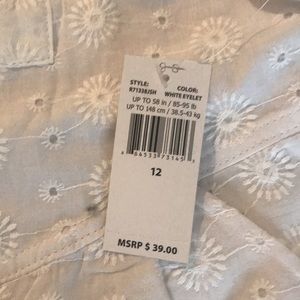 STYLE: COLOR:
R71338JSH WHITE EYELET
UP TO 58 in / 85-95 lb
UP TO 148 cm / 38.5-43 kg
12
MSRP $ 39.00